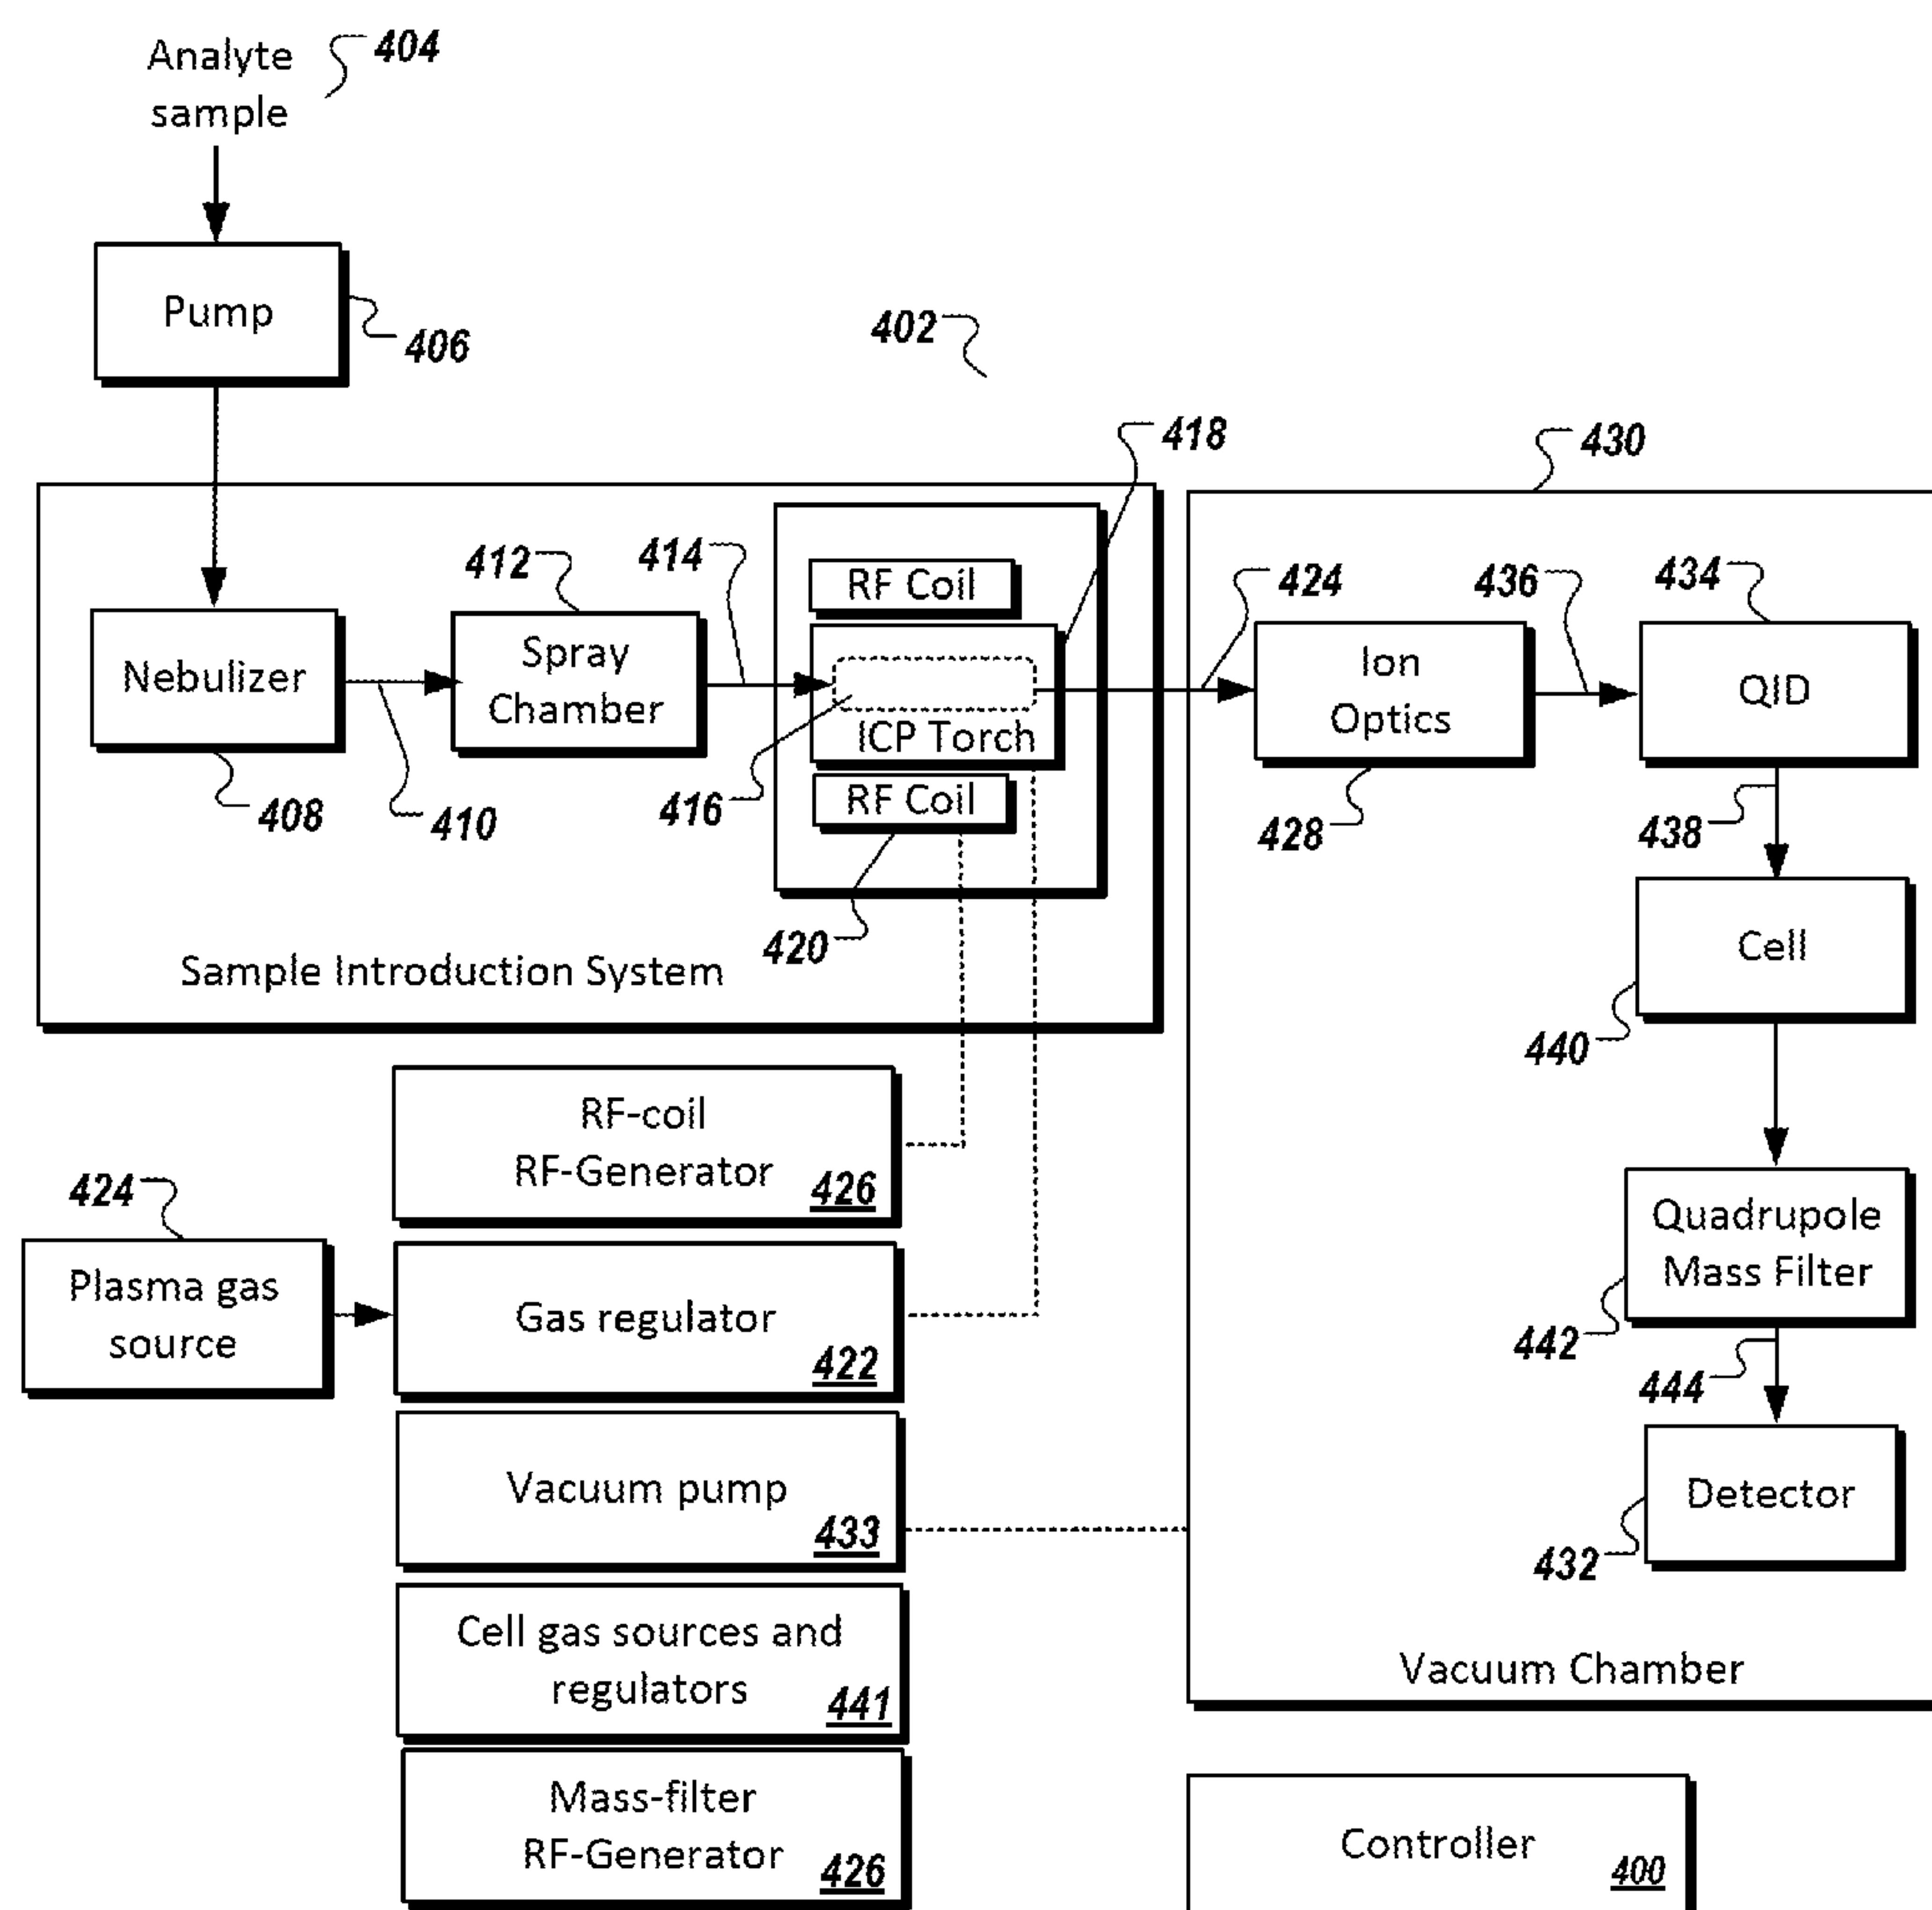 Analyte
sample
404
Pump
406
402
418
430
412
414
RF Coil
424
436
434
Nebulizer
Spray
Chamber
ICP Torch
Ion
Optics
QID
408
410
416
RF Coil
428
438
420
Sample Introduction System
Cell
440
RF-coil
RF-Generator
426
424
Plasma gas
source
Gas regulator
422
Quadrupole
Mass Filter
442
444
Vacuum pump
433
Detector
432
Cell gas sources and
regulators
441
Vacuum Chamber
Mass-filter
RF-Generator
426
Controller
400